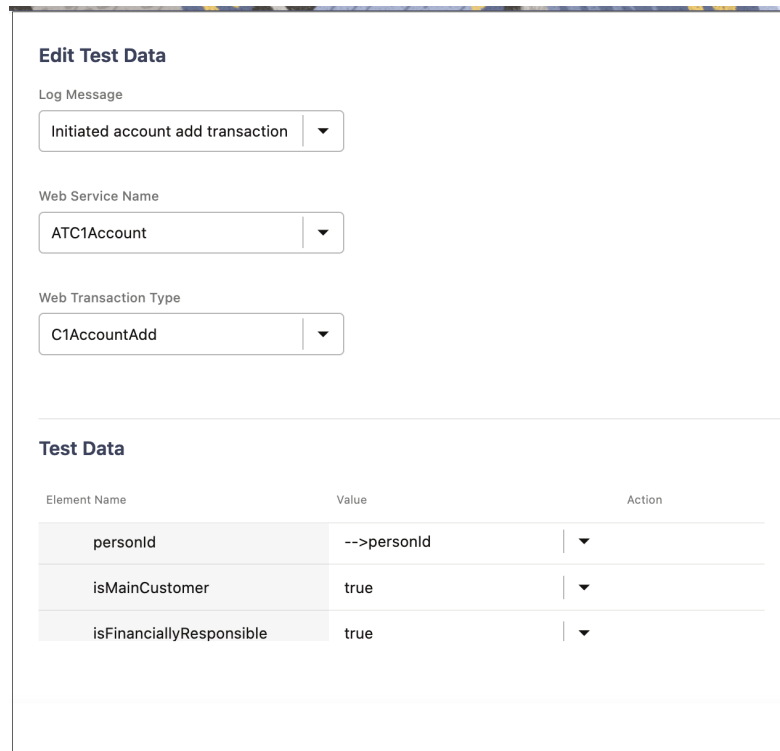 Edit Test Data
Log Message
Initiated account add transaction
Web Service Name
ATC1Account
Web Transaction Type
C1AccountAdd
Test Data
Element Name Value Action
personId -->personId
isMainCustomer true
isFinanciallyResponsible true